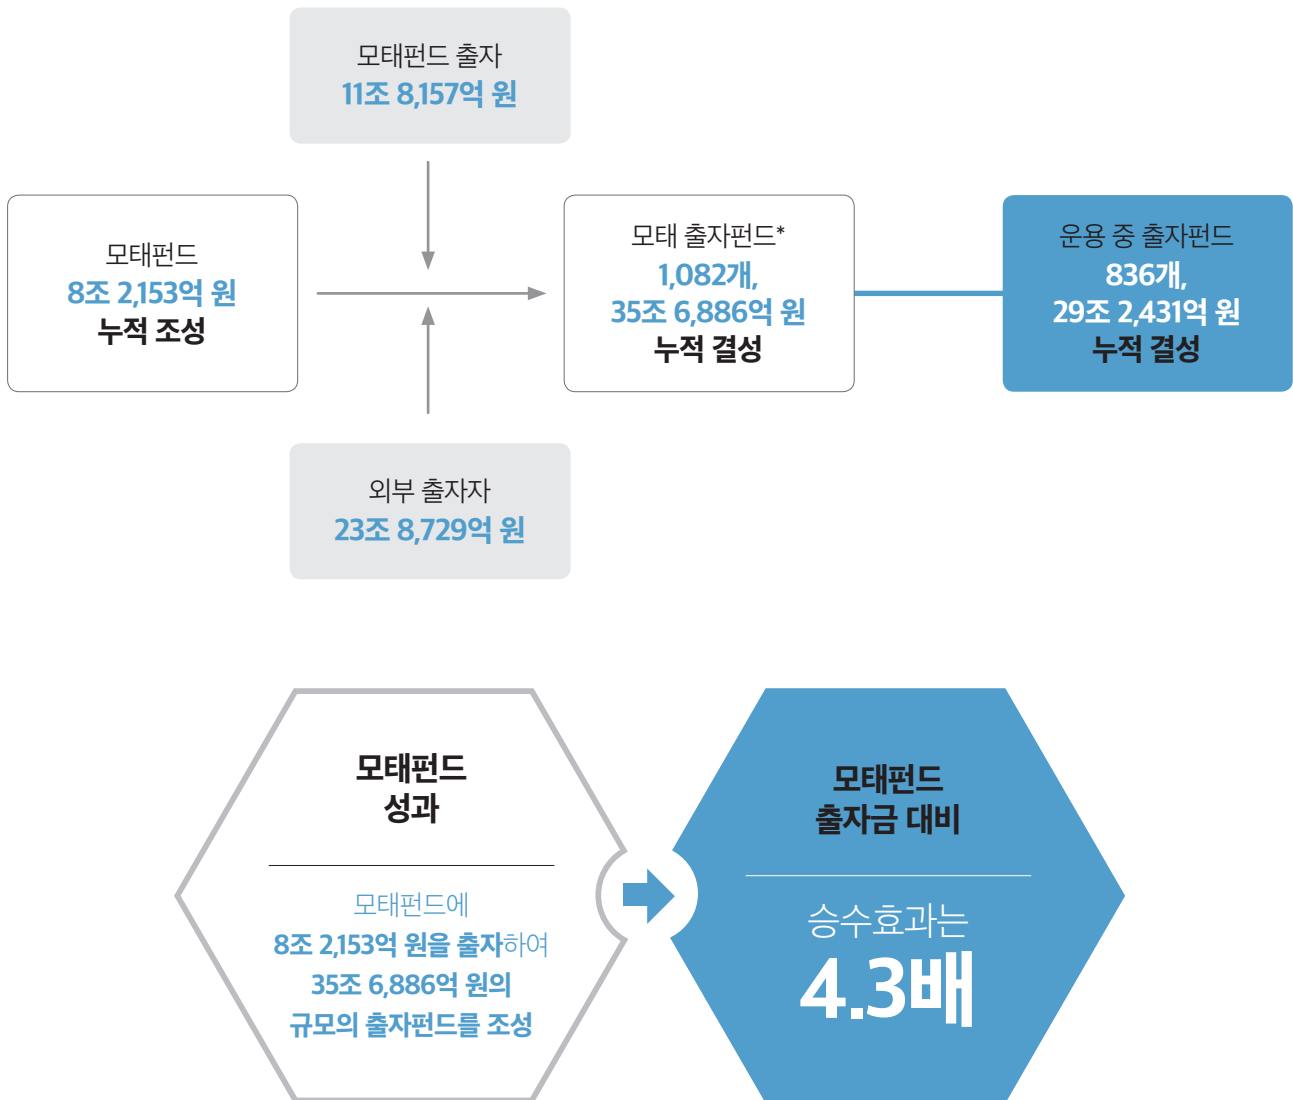 모태펀드 출자
11조 8,157억 원
모태펀드
8조 2,153억 원
누적 조성
모태 출자펀드*
1,082개,
35조 6,886억 원
누적 결성
운용 중 출자펀드
836개,
29조 2,431억 원
누적 결성
외부 출자자
23조 8,729억 원
모태펀드
성과
모태펀드에
8조 2,153억 원을 출자하여
35조 6,886억 원의
규모의 출자펀드를 조성
모태펀드
출자금 대비
승수효과는
4.3배